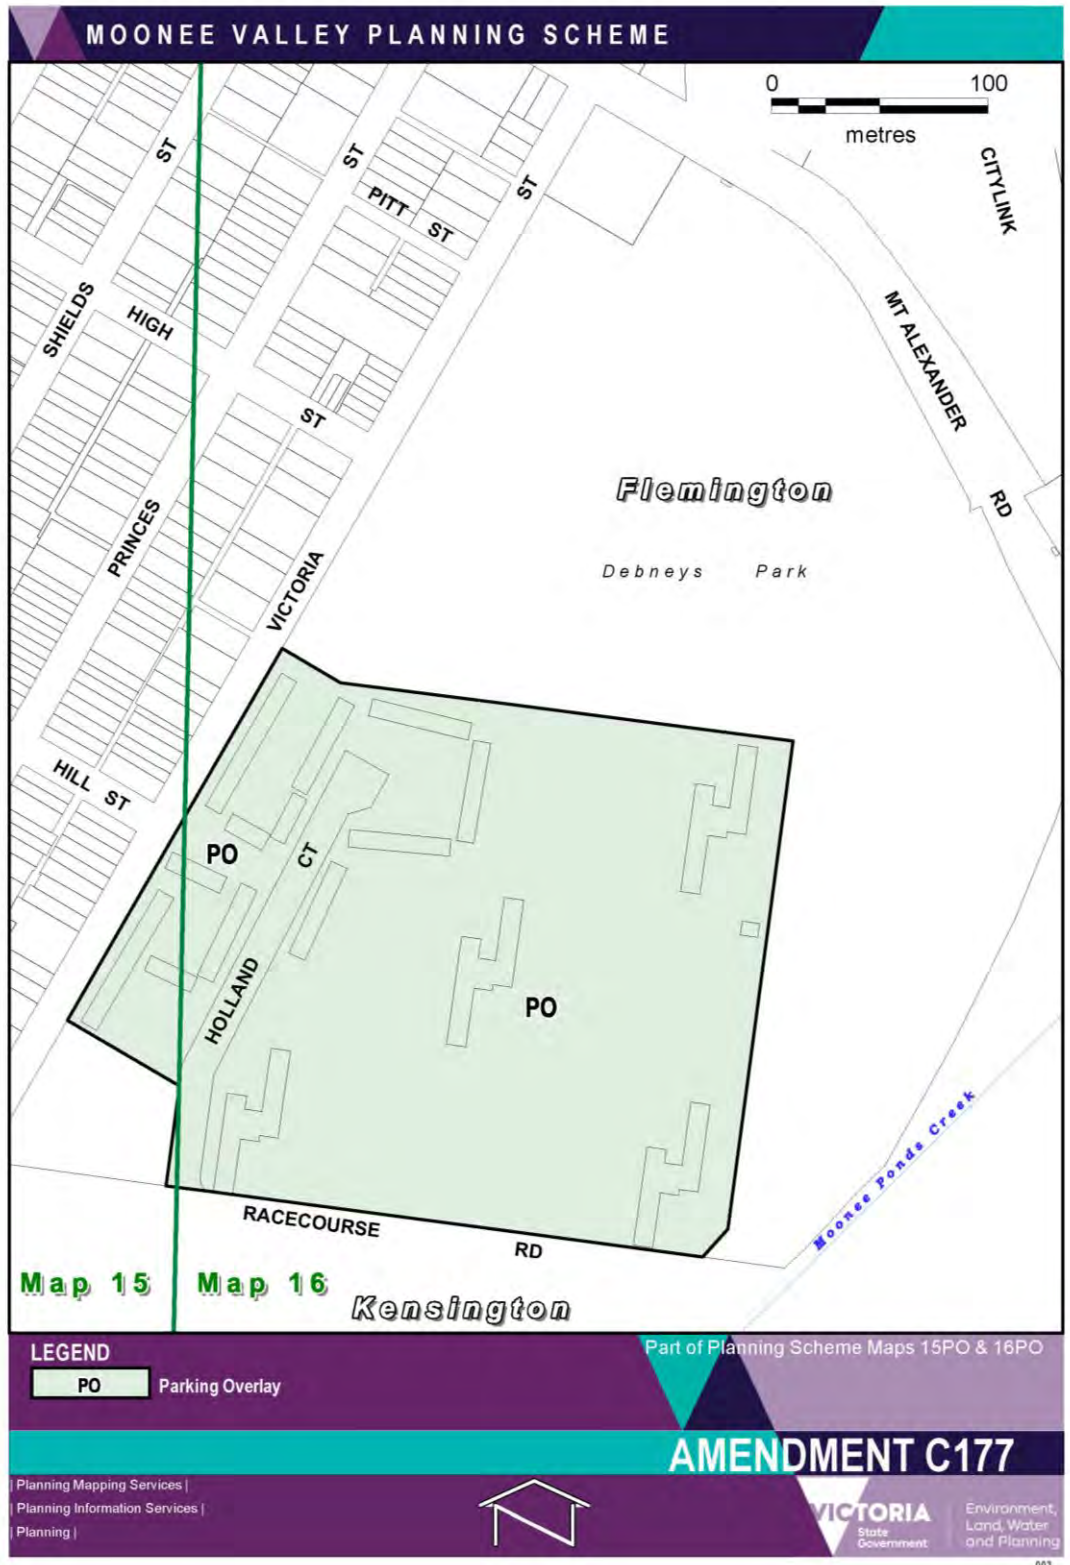 MOONEE VALLEY PLANNING SCHEME
0 100
metres
CITYLINK
ST
ST
ST
PITT ST
SHIELDS
HIGH
ST
MT ALEXANDER
RD
PRINCES
VICTORIA
Flemington
Debneys Park
HILL ST
PO
CT
HOLLAND
PO
Moonee Ponds Creek
RACECOURSE
RD
Map 15 Map 16
Kensington
LEGEND
PO Parking Overlay
Part of Planning Scheme Maps 15PO & 16PO
AMENDMENT C177
| Planning Mapping Services |
| Planning Information Services |
| Planning |
VICTORIA
State
Government
Environment,
Land, Water
and Planning
003